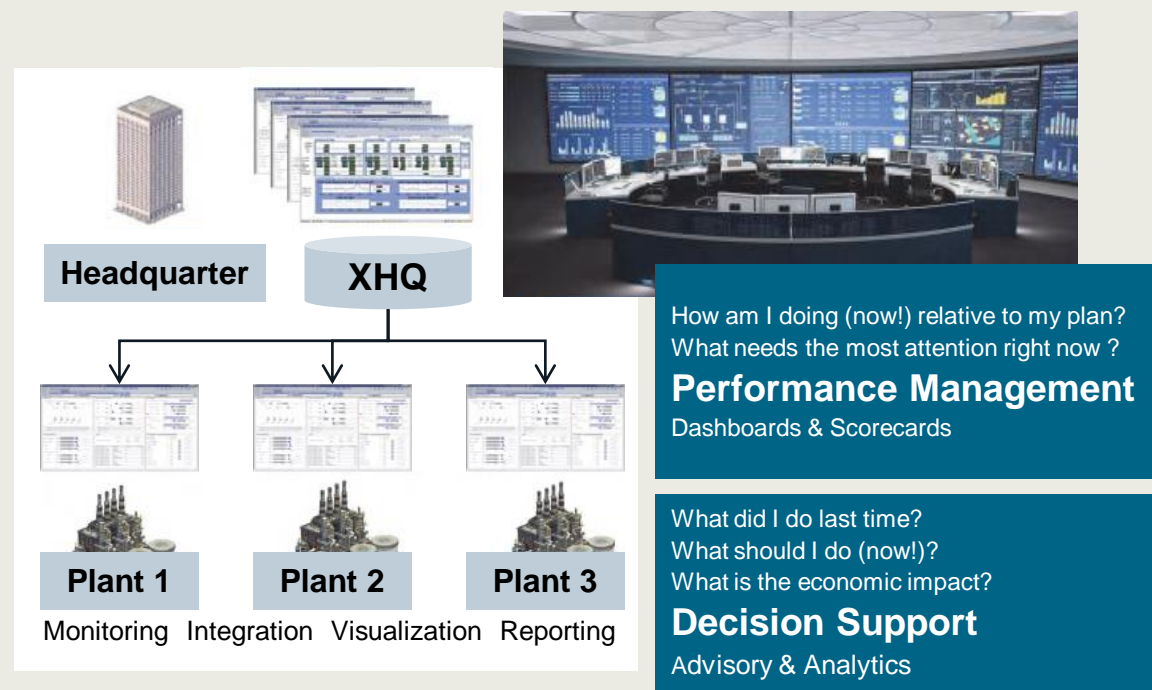 Headquarter
XHQ
Plant 1
Plant 2
Plant 3
Monitoring Integration Visualization Reporting
How am I doing (now!) relative to my plan?
What needs the most attention right now ?
Performance Management
Dashboards & Scorecards
What did I do last time?
What should I do (now!)?
What is the economic impact?
Decision Support
Advisory & Analytics